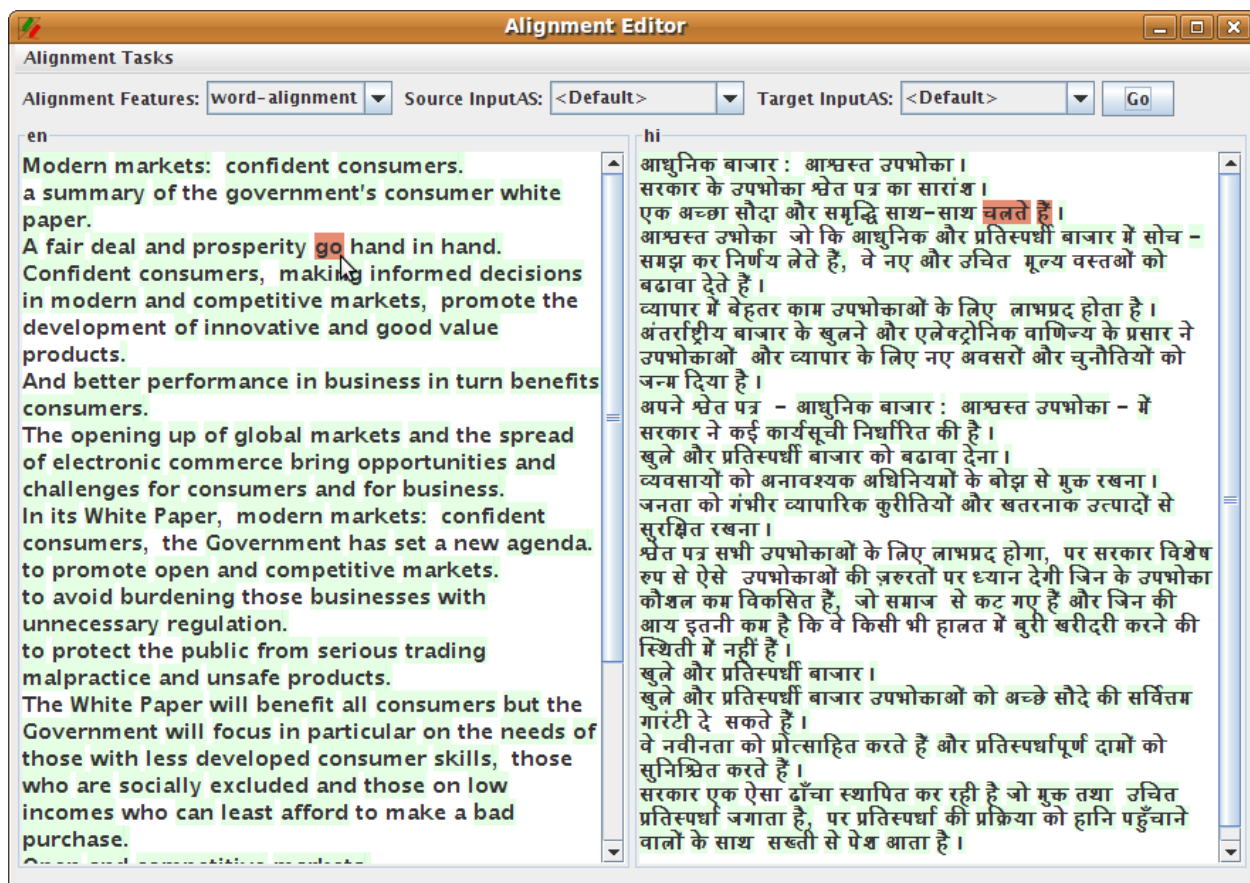 Alignment Editor
Alignment Tasks
Alignment Features: word-alignment Source InputAS: <Default> Target InputAS: <Default> Go
en
Modern markets: confident consumers.
a summary of the government's consumer white
paper.
A fair deal and prosperity go hand in hand.
Confident consumers, making informed decisions
in modern and competitive markets, promote the
development of innovative and good value
products.
And better performance in business in turn benefits
consumers.
The opening up of global markets and the spread
of electronic commerce bring opportunities and
challenges for consumers and for business.
In its White Paper, modern markets: confident
consumers, the Government has set a new agenda.
to promote open and competitive markets.
to avoid burdening those businesses with
unnecessary regulation.
to protect the public from serious trading
malpractice and unsafe products.
The White Paper will benefit all consumers but the
Government will focus in particular on the needs of
those with less developed consumer skills, those
who are socially excluded and those on low
incomes who can least afford to make a bad
purchase.
Open and competitive markets.
hi
आधुनिक बाजार : आश्वस्त उपभोक्ता ।
सरकार के उपभोक्ता श्वेत पत्र का सारांश ।
एक अच्छा सौदा और समृद्धि साथ-साथ चलते हैं ।
आश्वस्त उभोक्ता जो कि आधुनिक और प्रतिस्पर्धी बाजार में सोच -
समझ कर निर्णय लेते हैं, वे नए और उचित मूल्य वस्तओं को
बढावा देते हैं ।
व्यापार में बेहतर काम उपभोक्ताओं के लिए लाभप्रद होता है ।
अंतर्राष्ट्रीय बाजार के खुलने और एलेक्ट्रोनिक वाणिज्य के प्रसार ने
उपभोक्ताओं और व्यापार के लिए नए अवसरों और चुनौतियों को
जन्म दिया है ।
अपने श्वेत पत्र - आधुनिक बाजार : आश्वस्त उपभोक्ता - में
सरकार ने कई कार्यसूची निर्धारित की है ।
खुले और प्रतिस्पर्धी बाजार को बढावा देना ।
व्यवसायों को अनावश्यक अधिनियमों के बोझ से मुक्त रखना ।
जनता को गंभीर व्यापारिक कुरीतियों और खतरनाक उत्पादों से
सुरक्षित रखना ।
श्वेत पत्र सभी उपभोक्ताओं के लिए लाभप्रद होगा, पर सरकार विशेष
रुप से ऐसे उपभोक्ताओं की ज़रुरतों पर ध्यान देगी जिन के उपभोक्ता
कौशल कम विकसित हैं, जो समाज से कट गए हैं और जिन की
आय इतनी कम है कि वे किसी भी हालत में बुरी खरीदरी करने की
स्थिती में नहीं हैं ।
खुले और प्रतिस्पर्धी बाजार ।
खुले और प्रतिस्पर्धी बाजार उपभोक्ताओं को अच्छे सौदे की सर्वित्तम
गारंटी दे सकते हैं ।
वे नवीनता को प्रोत्साहित करते हैं और प्रतिस्पर्धापूर्ण दामों को
सुनिश्चित करते हैं ।
सरकार एक ऐसा ढाँचा स्थापित कर रही है जो मुक्त तथा उचित
प्रतिस्पर्धा जगाता है, पर प्रतिस्पर्धा की प्रक्रिया को हानि पहुँचाने
वालों के साथ सख्ती से पेश आता है ।